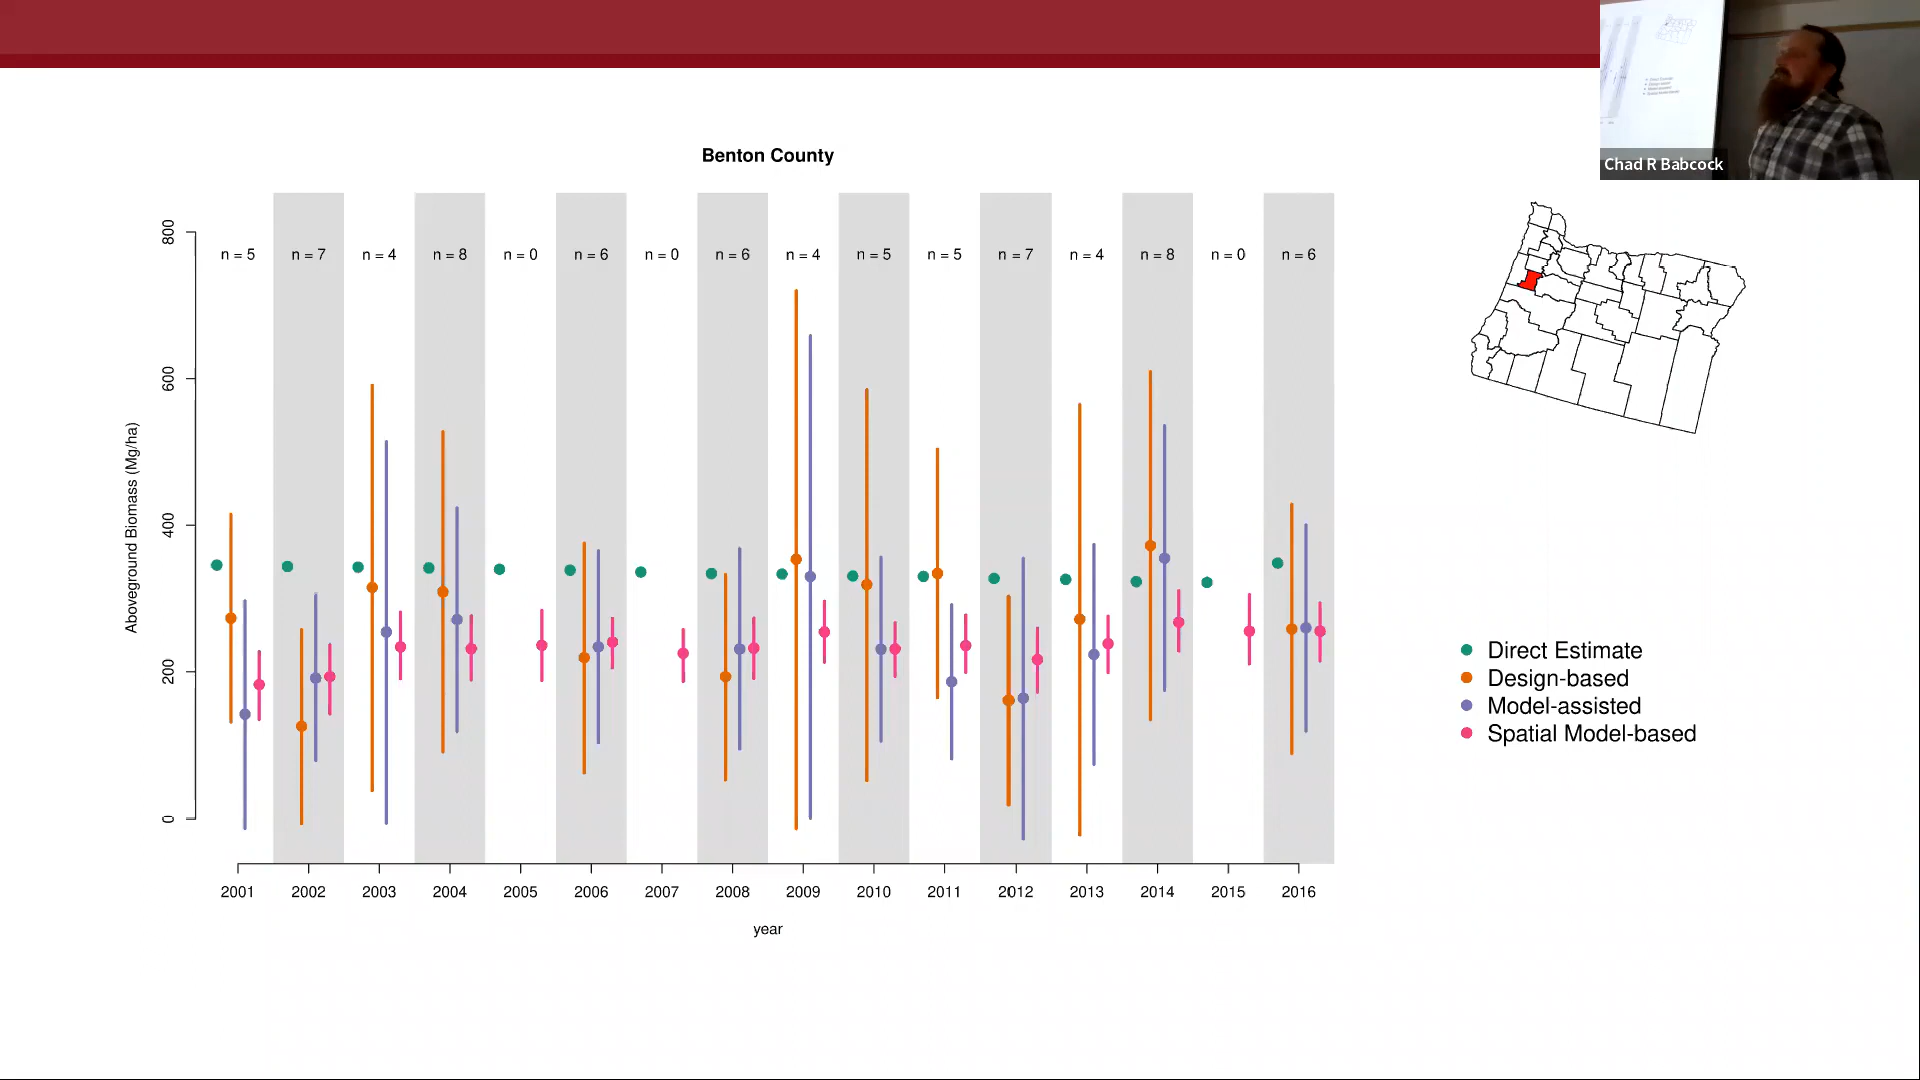 Chad R Babcock
Benton County
Aboveground Biomass (Mg/ha)
800
600
400
200
0
n = 5 n = 7 n = 4 n = 8 n = 0 n = 6 n = 0 n = 6 n = 4 n = 5 n = 5 n = 7 n = 4 n = 8 n = 0 n = 6
2001 2002 2003 2004 2005 2006 2007 2008 2009 2010 2011 2012 2013 2014 2015 2016
year
Direct Estimate
Design-based
Model-assisted
Spatial Model-based